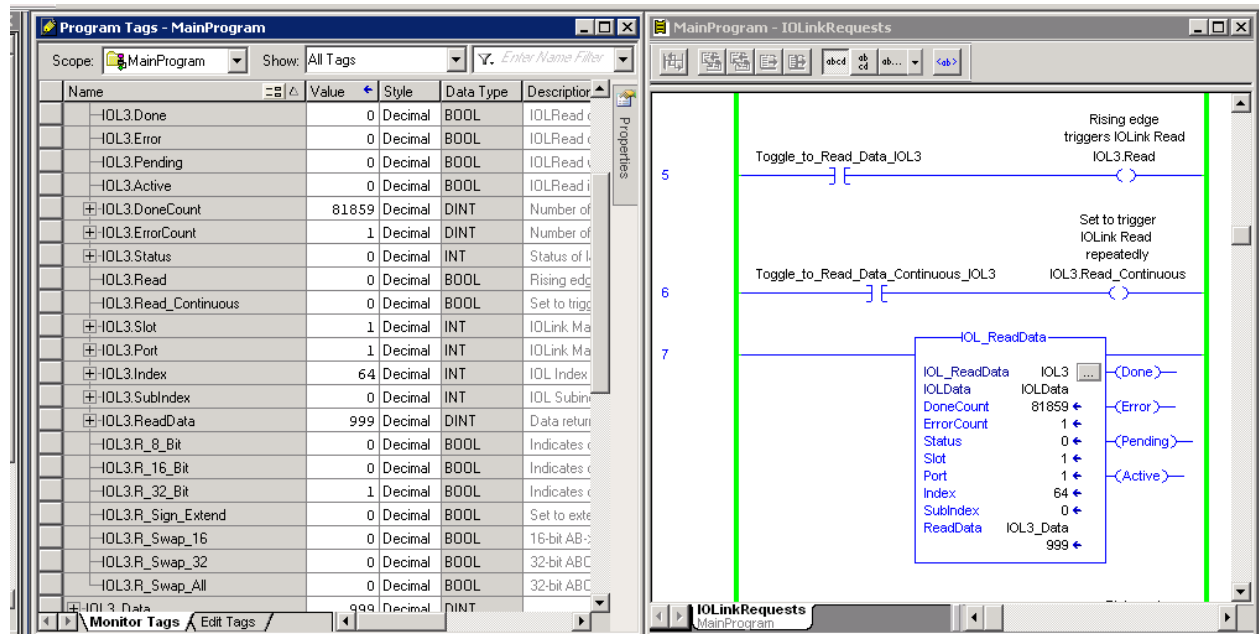 Program Tags - MainProgram
Scope: MainProgram Show: All Tags Enter Name Filter
Name Value Style Data Type Description
IOL3.Done 0 Decimal BOOL IOLRead
IOL3.Error 0 Decimal BOOL IOLRead
IOL3.Pending 0 Decimal BOOL IOLRead
IOL3.Active 0 Decimal BOOL IOLRead
IOL3.DoneCount 81859 Decimal DINT Number of
IOL3.ErrorCount 1 Decimal DINT Number of
IOL3.Status 0 Decimal INT Status of
IOL3.Read 0 Decimal BOOL Rising edg
IOL3.Read_Continuous 0 Decimal BOOL Set to trigg
IOL3.Slot 1 Decimal INT IOLink Ma
IOL3.Port 1 Decimal INT IOLink Ma
IOL3.Index 64 Decimal INT IOL Index
IOL3.SubIndex 0 Decimal INT IOL Subin
IOL3.ReadData 999 Decimal DINT Data return
IOL3.R_8_Bit 0 Decimal BOOL Indicates
IOL3.R_16_Bit 0 Decimal BOOL Indicates
IOL3.R_32_Bit 1 Decimal BOOL Indicates
IOL3.R_Sign_Extend 0 Decimal BOOL Set to exte
IOL3.R_Swap_16 0 Decimal BOOL 16-bit AB-
IOL3.R_Swap_32 0 Decimal BOOL 32-bit ABC
IOL3.R_Swap_All 0 Decimal BOOL 32-bit ABC
IOL3_Data 999 Decimal DINT
Monitor Tags Edit Tags
Properties
MainProgram - IOLinkRequests
abcd ab cd ab... <ab>
Rising edge
triggers IOLink Read
Toggle_to_Read_Data_IOL3 IOL3.Read
5
Set to trigger
IOLink Read
repeatedly
Toggle_to_Read_Data_Continuous_IOL3 IOL3.Read_Continuous
6
IOL_ReadData
7
IOL_ReadData IOL3 ... (Done)
IOLData IOLData
DoneCount 81859 (Error)
ErrorCount 1
Status 0 (Pending)
Slot 1
Port 1 (Active)
Index 64
SubIndex 0
ReadData IOL3_Data
999
IOLinkRequests
MainProgram